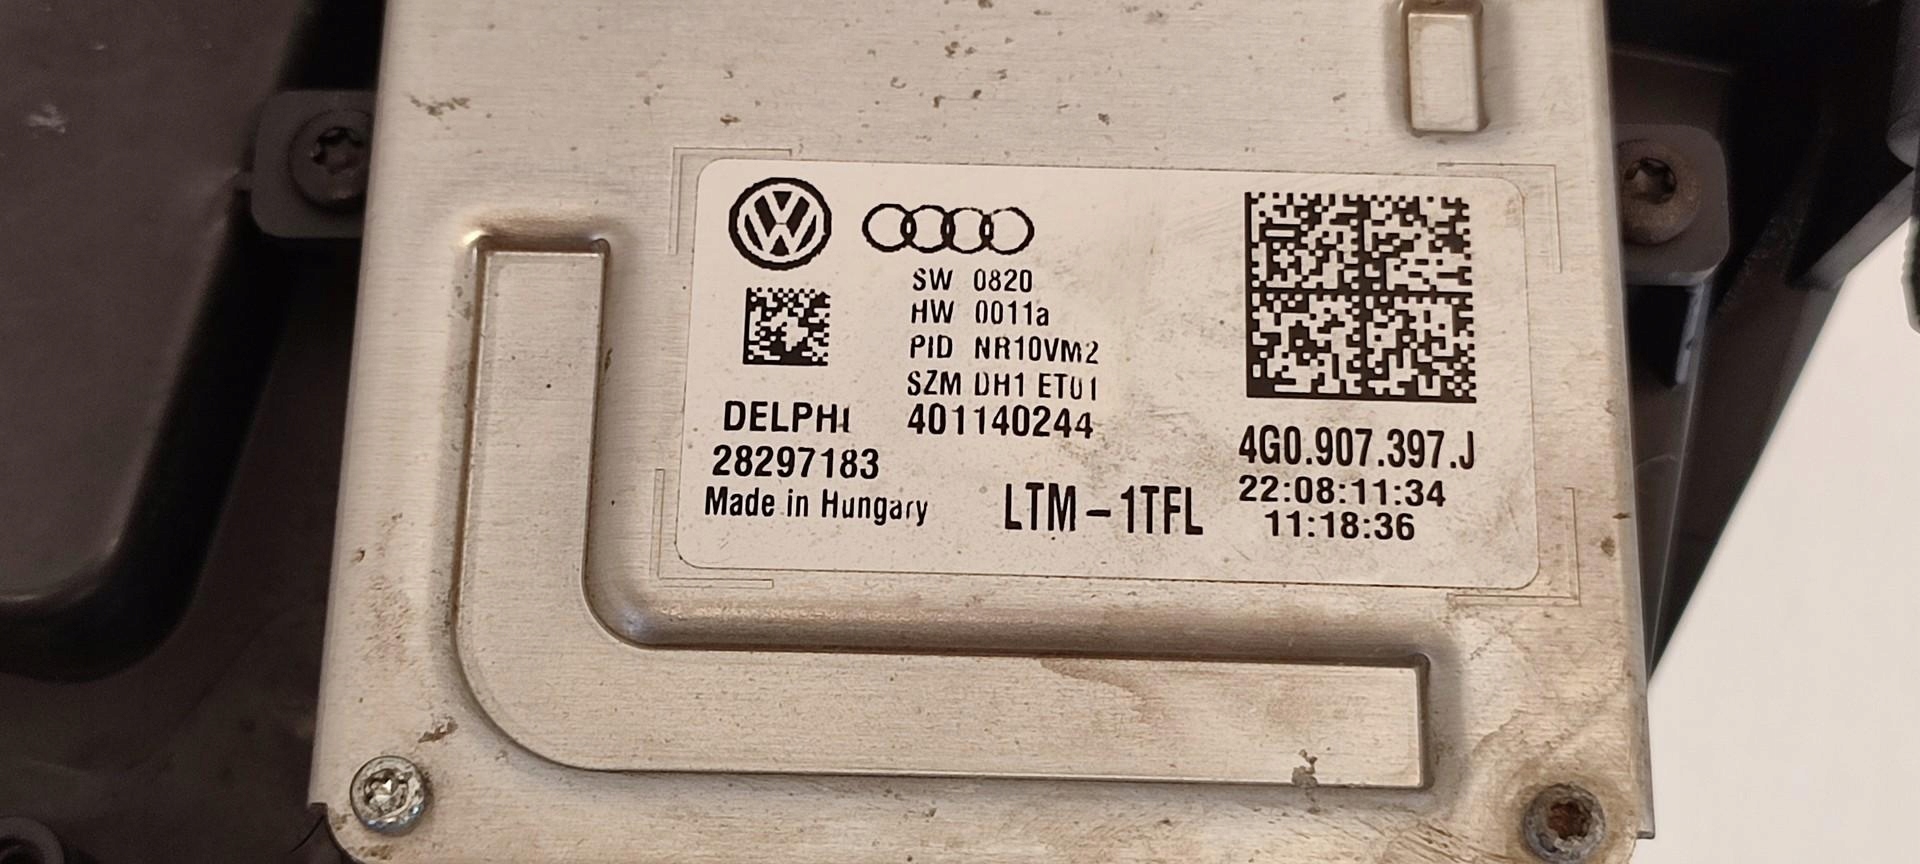 SW 0820
HW 0011a
PID NR10VM2
SZM DH1 ET01
DELPHI 401140244
28297183
Made in Hungary
LTM-1TFL
4G0.907.397.J
22:08:11:34
11:18:36